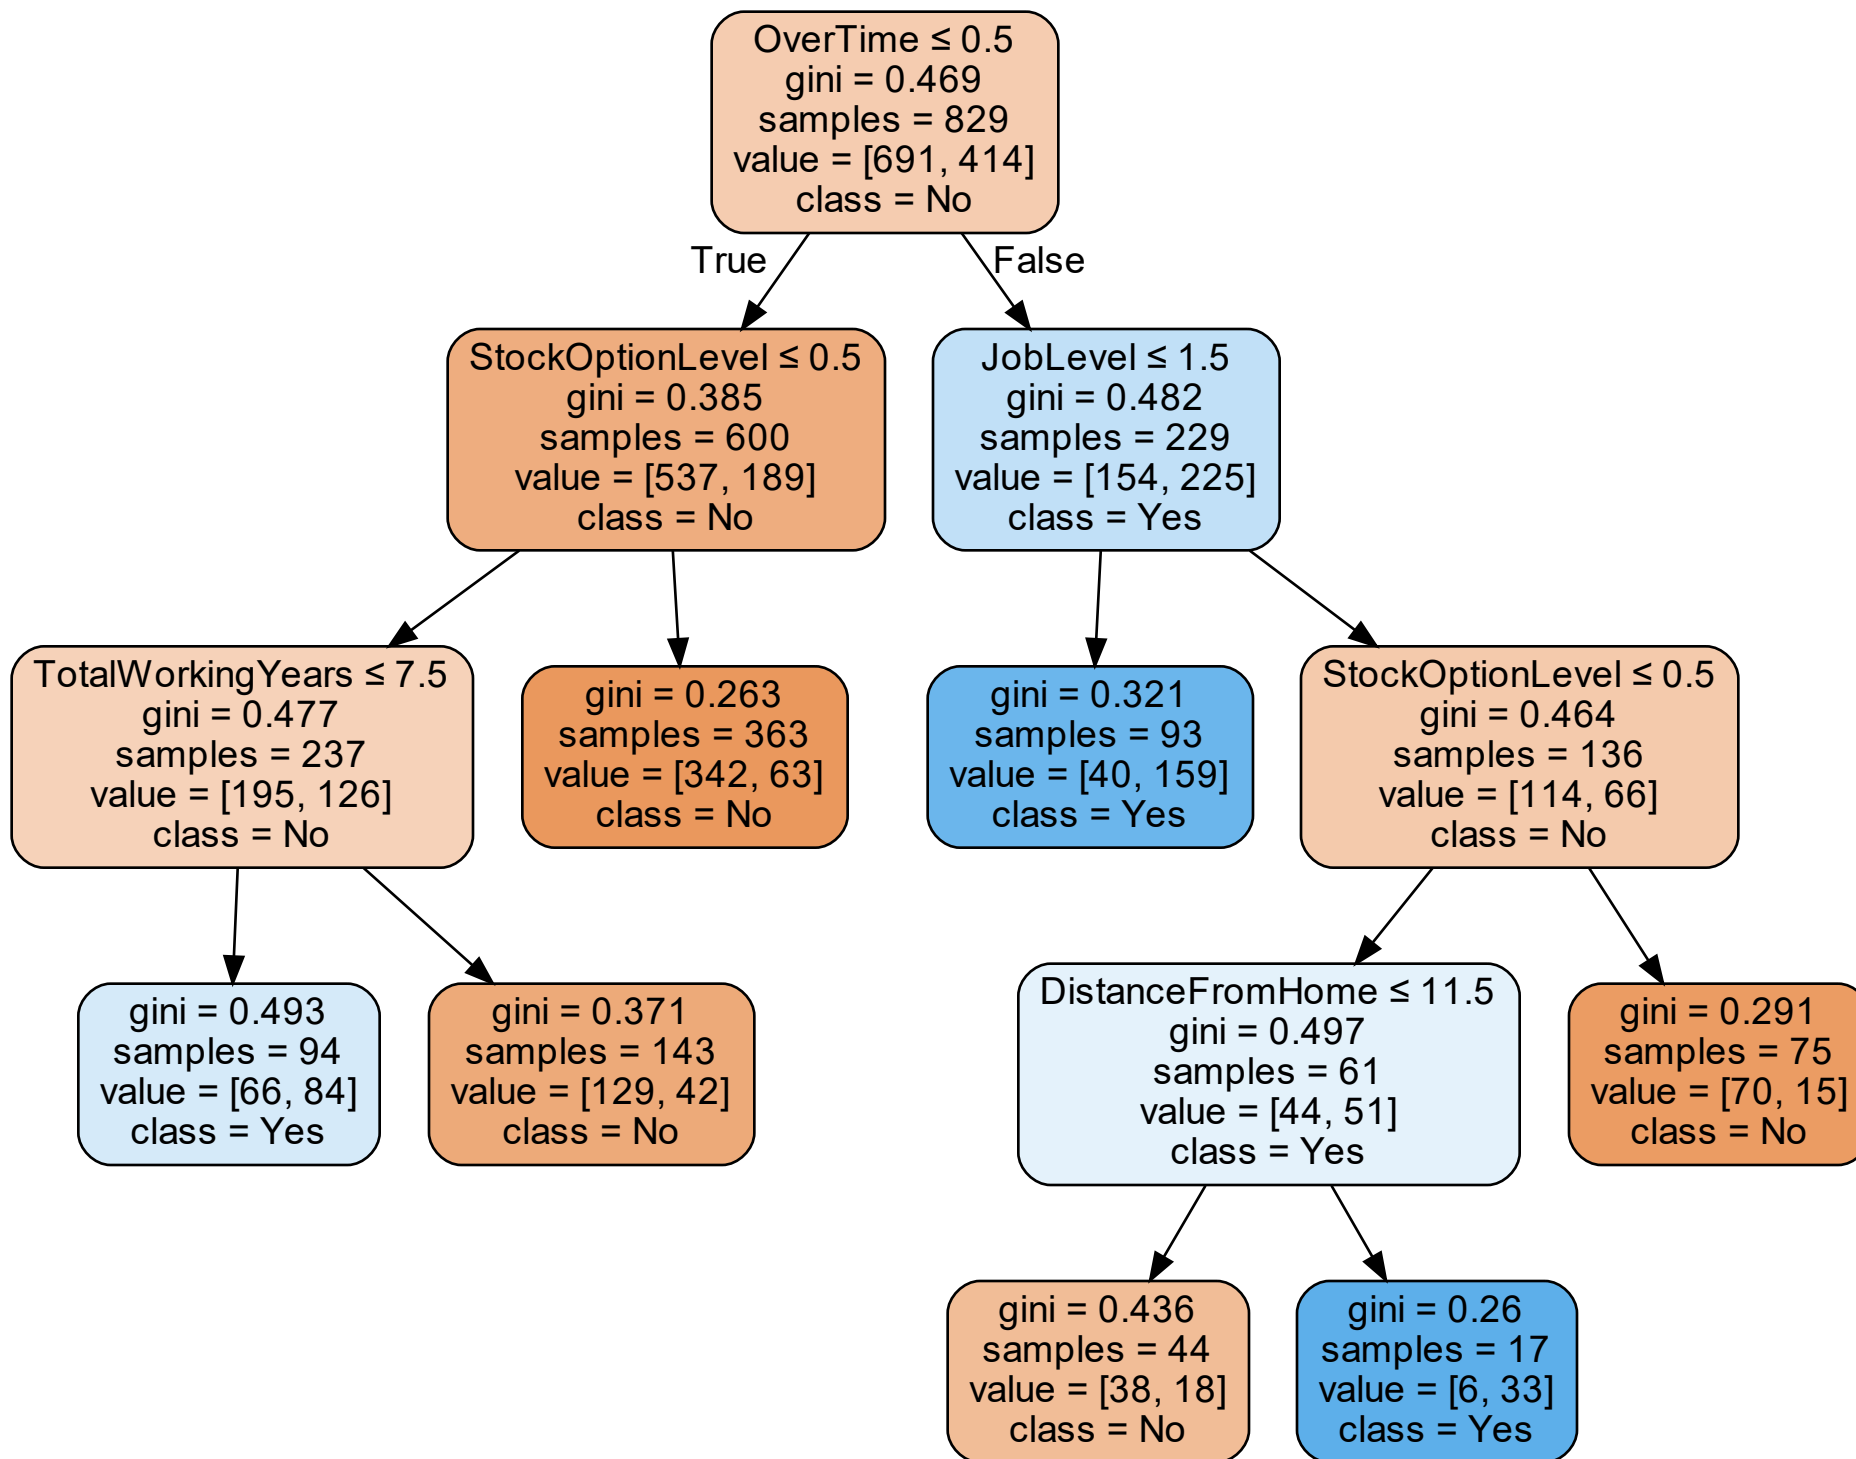 OverTime ≤ 0.5
gini = 0.469
samples = 829
value = [691, 414]
class = No
True
False
StockOptionLevel ≤ 0.5
gini = 0.385
samples = 600
value = [537, 189]
class = No
JobLevel ≤ 1.5
gini = 0.482
samples = 229
value = [154, 225]
class = Yes
TotalWorkingYears ≤ 7.5
gini = 0.477
samples = 237
value = [195, 126]
class = No
gini = 0.263
samples = 363
value = [342, 63]
class = No
gini = 0.321
samples = 93
value = [40, 159]
class = Yes
StockOptionLevel ≤ 0.5
gini = 0.464
samples = 136
value = [114, 66]
class = No
gini = 0.493
samples = 94
value = [66, 84]
class = Yes
gini = 0.371
samples = 143
value = [129, 42]
class = No
DistanceFromHome ≤ 11.5
gini = 0.497
samples = 61
value = [44, 51]
class = Yes
gini = 0.291
samples = 75
value = [70, 15]
class = No
gini = 0.436
samples = 44
value = [38, 18]
class = No
gini = 0.26
samples = 17
value = [6, 33]
class = Yes